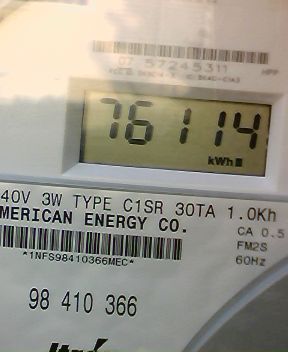 07 57245311
76114
kWh
40V 3W TYPE C1SR 30TA 1.0Kh
MERICAN ENERGY CO.
CA 0.5
FM2S
*1NFS98410366MEC*
60Hz
98 410 366